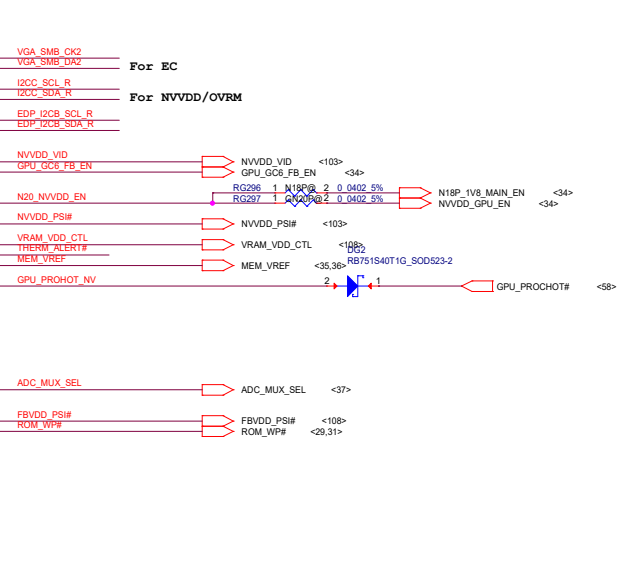 VGA_SMB_CK2
VGA_SMB_DA2
For EC
I2CC_SCL_R
I2CC_SDA_R
For NVVDD/OVRM
EDP_I2CB_SCL_R
EDP_I2CB_SDA_R
NVVDD_VID NVVDD_VID <103>
GPU_GC6_FB_EN GPU_GC6_FB_EN <34>
RG296 1 N18P@ 2 0_0402_5% N18P_1V8_MAIN_EN <34>
N20_NVVDD_EN RG297 1 GN20P@ 2 0_0402_5% NVVDD_GPU_EN <34>
NVVDD_PSI# NVVDD_PSI# <103>
VRAM_VDD_CTL VRAM_VDD_CTL <108>
THERM_ALERT#
DG2
MEM_VREF MEM_VREF <35,36>
RB751S40T1G_SOD523-2
GPU_PROHOT_NV 2 1 GPU_PROCHOT# <58>
ADC_MUX_SEL ADC_MUX_SEL <37>
FBVDD_PSI# FBVDD_PSI# <108>
ROM_WP# ROM_WP# <29,31>